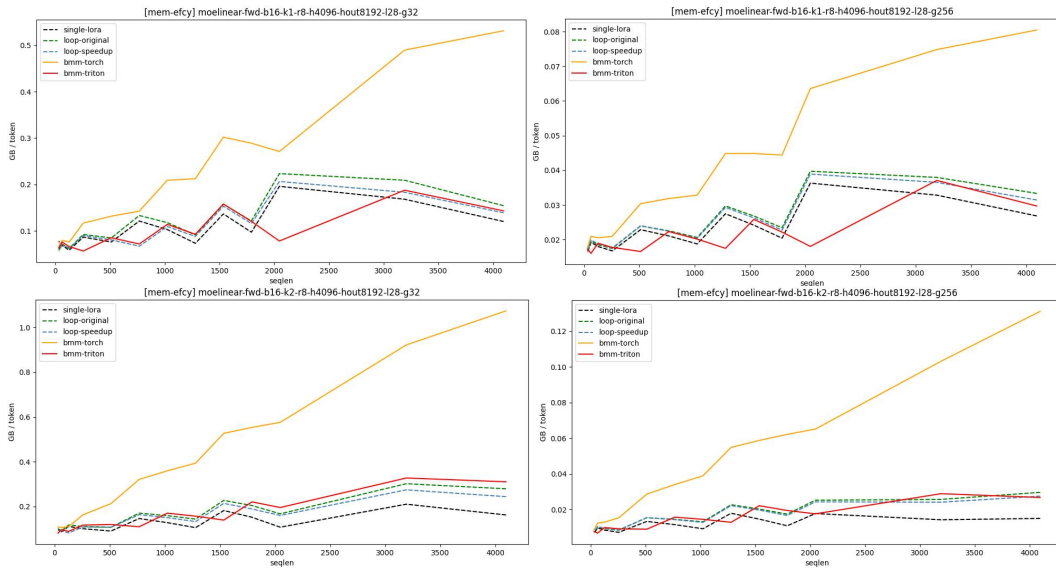 [mem-efcy] moelinear-fwd-b16-k1-r8-h4096-hout8192-l28-g32
single-lora
loop-original
loop-speedup
bmm-torch
bmm-triton
GB / token
0.5
0.4
0.3
0.2
0.1
0
500
1000
1500
2000
2500
3000
3500
4000
seqlen
[mem-efcy] moelinear-fwd-b16-k1-r8-h4096-hout8192-l28-g256
single-lora
loop-original
loop-speedup
bmm-torch
bmm-triton
GB / token
0.08
0.07
0.06
0.05
0.04
0.03
0.02
0
500
1000
1500
2000
2500
3000
3500
4000
seqlen
[mem-efcy] moelinear-fwd-b16-k2-r8-h4096-hout8192-l28-g32
single-lora
loop-original
loop-speedup
bmm-torch
bmm-triton
GB / token
1.0
0.8
0.6
0.4
0.2
0
500
1000
1500
2000
2500
3000
3500
4000
seqlen
[mem-efcy] moelinear-fwd-b16-k2-r8-h4096-hout8192-l28-g256
single-lora
loop-original
loop-speedup
bmm-torch
bmm-triton
GB / token
0.12
0.10
0.08
0.06
0.04
0.02
0
500
1000
1500
2000
2500
3000
3500
4000
seqlen